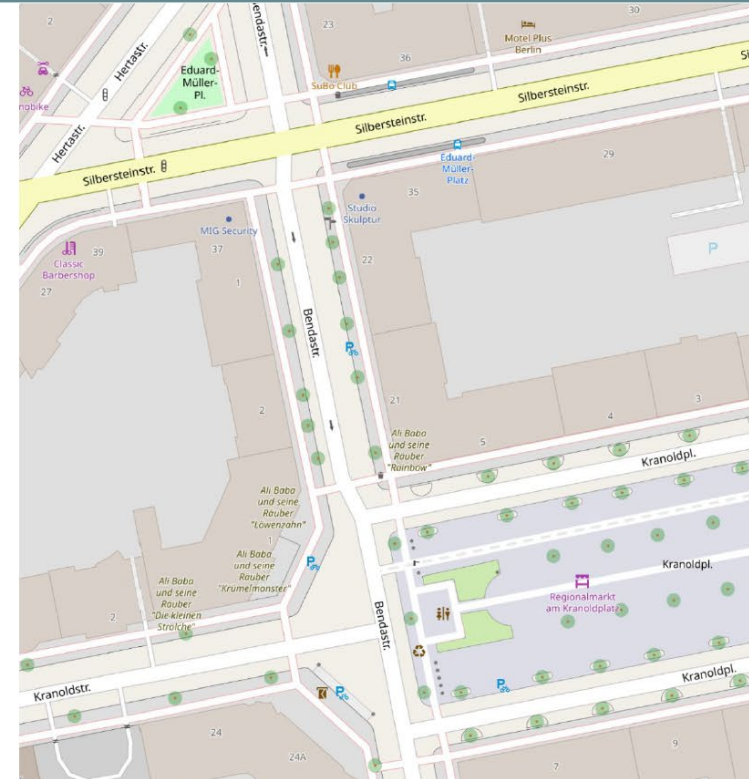 2
endastr.
23
30
Motel Plus
Berlin
Hertastr.
36
SuBo Club
Eduard-
Müller-
Pl.
ngbike
Silbersteinstr.
Silbersteinstr.
Hertastr.
Eduard-
Müller-
Platz
29
Silbersteinstr.
35
Studio
Skulptur
MIG Security
39
37
Classic
Barbershop
22
P
27
1
Bendastr.
P
21
2
4
3
Ali Baba
und seine
Räuber
"Rainbow"
5
Kranoldpl.
Ali Baba
und seine
Räuber
"Löwenzahn"
1
Ali Baba
und seine
Räuber
"Krümelmonster"
P
Kranoldpl.
Ali Baba
und seine
Räuber
"Die kleinen
Strolche"
2
Regionalmarkt
am Kranoldplatz
Bendastr.
Kranoldpl.
Kranoldstr.
P
P
24
24A
7
9